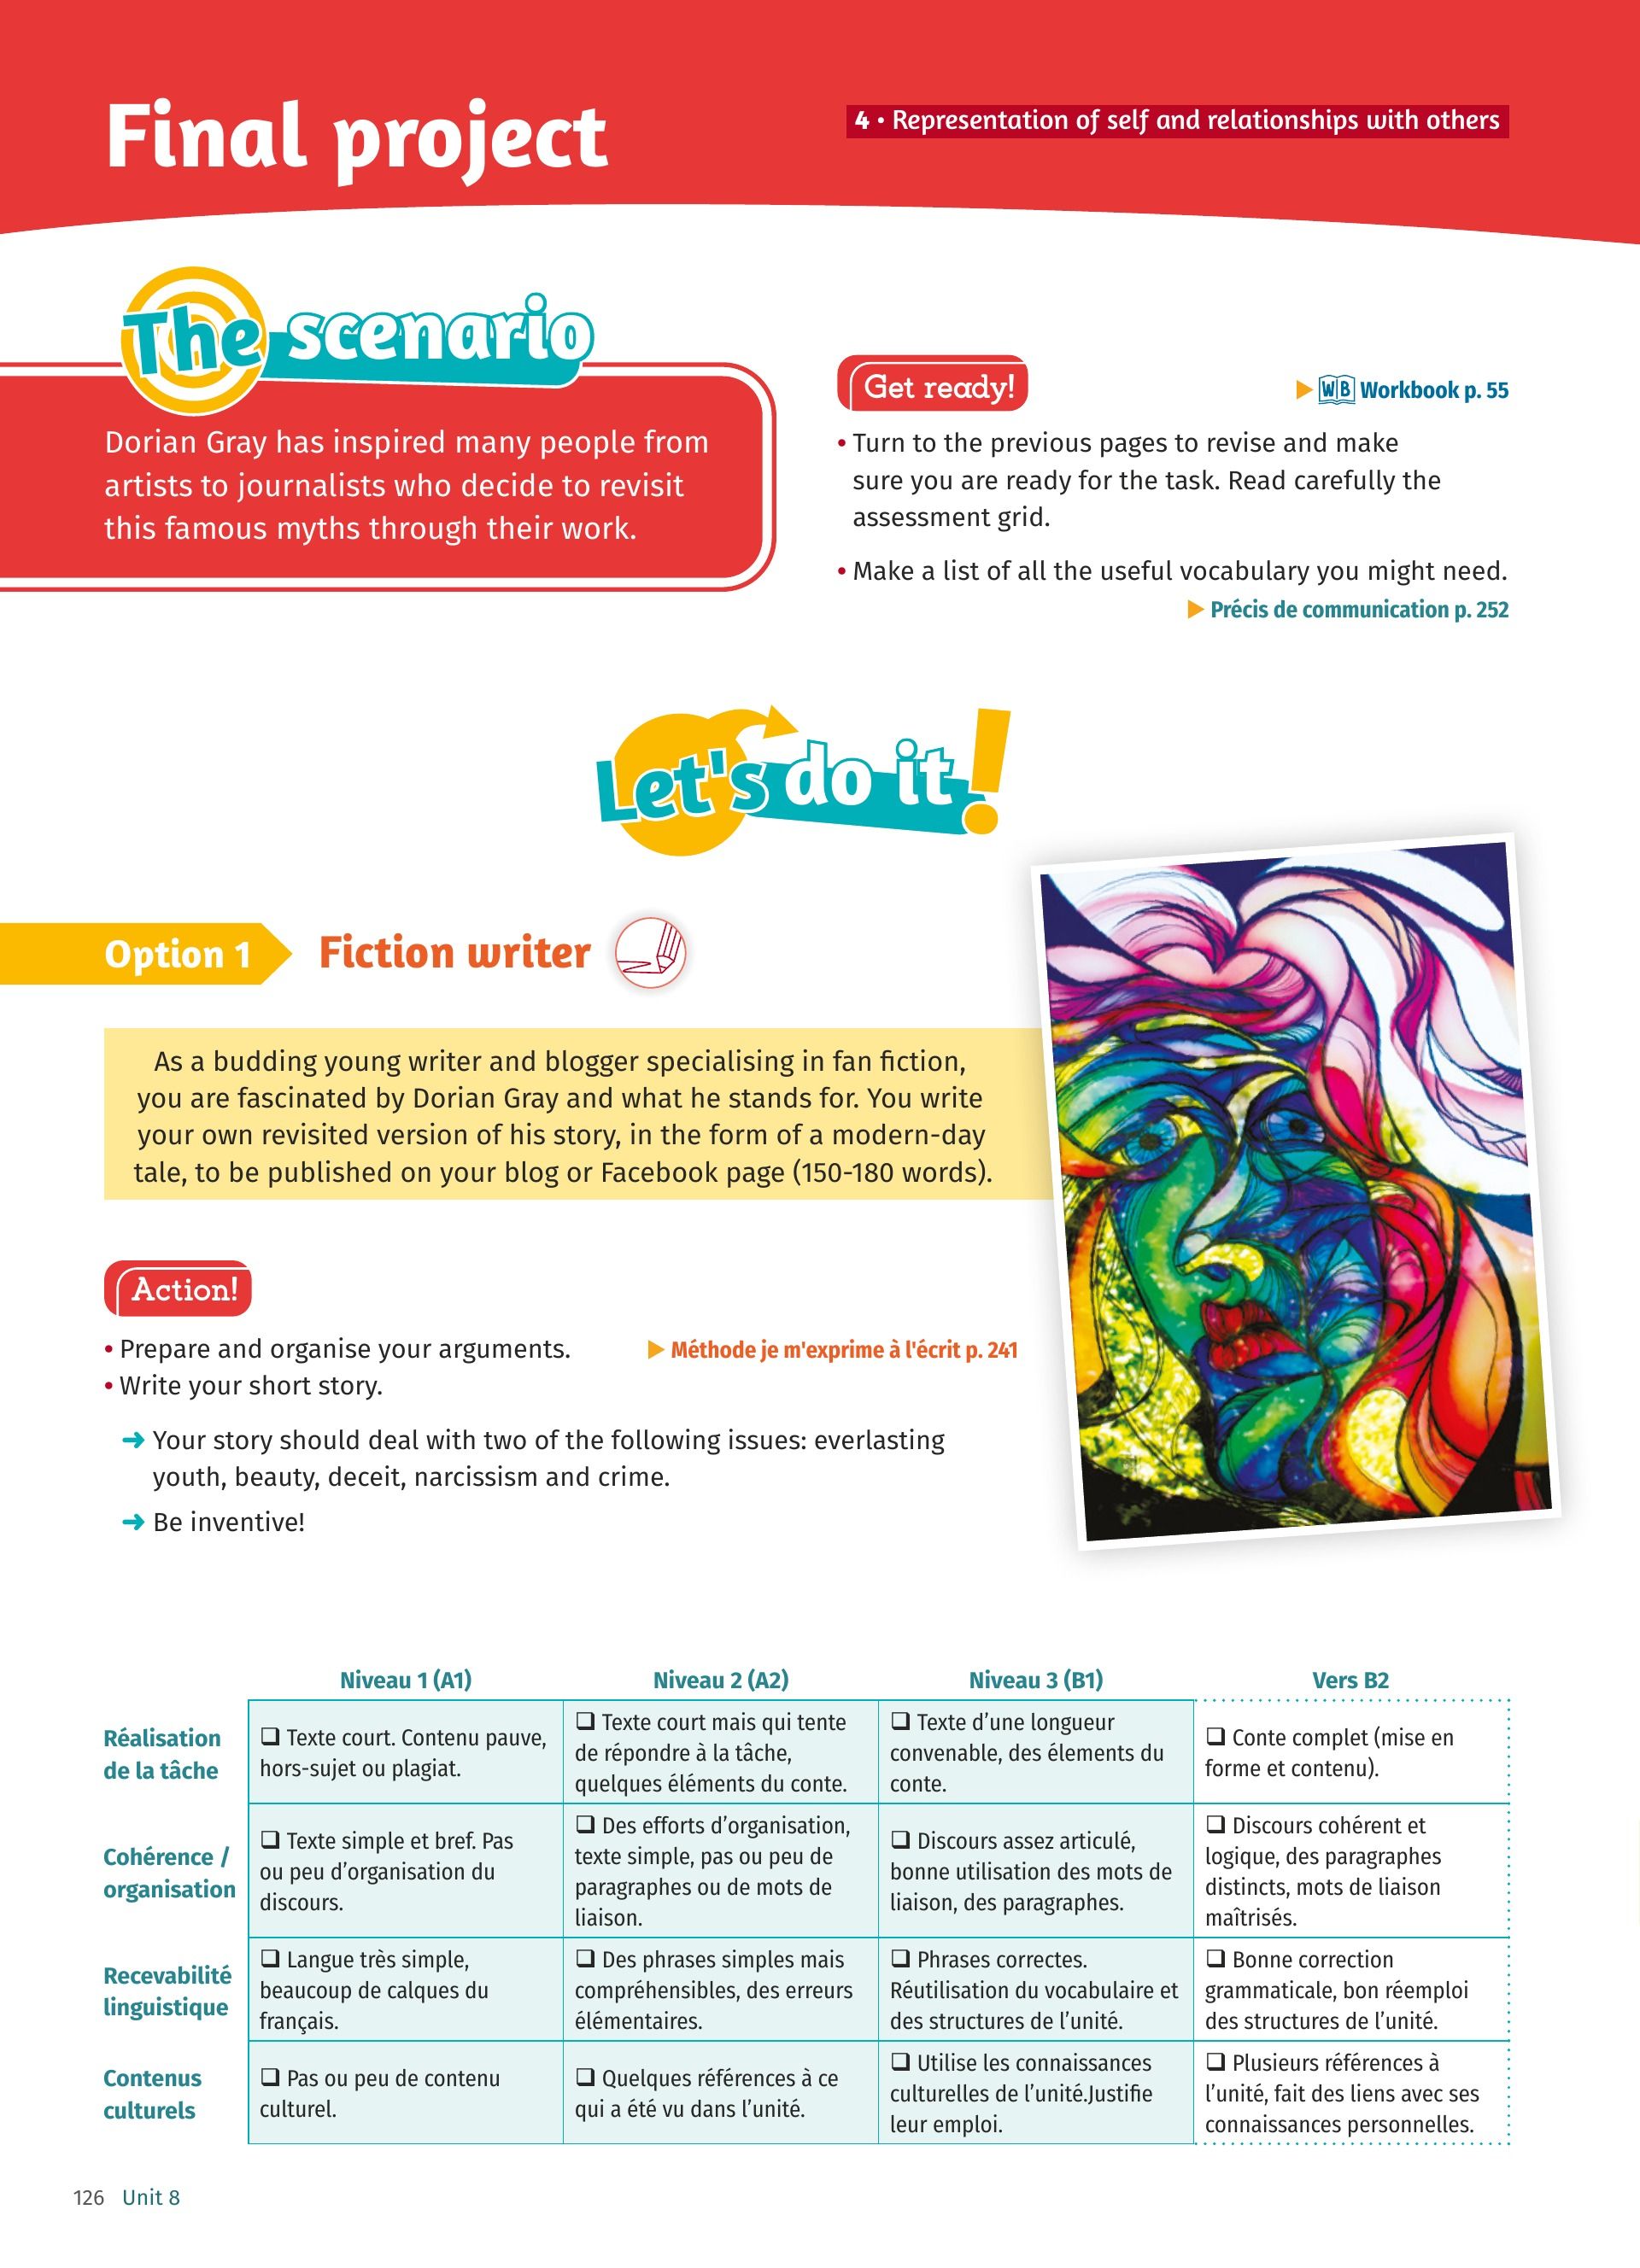 Final project
4 • Representation of self and relationships with others
The scenario
Dorian Gray has inspired many people from
artists to journalists who decide to revisit
this famous myths through their work.
Get ready!
WB Workbook p. 55
• Turn to the previous pages to revise and make
sure you are ready for the task. Read carefully the
assessment grid.
• Make a list of all the useful vocabulary you might need.
Précis de communication p. 252
Let's do it!
Option 1
Fiction writer
As a budding young writer and blogger specialising in fan fiction,
you are fascinated by Dorian Gray and what he stands for. You write
your own revisited version of his story, in the form of a modern-day
tale, to be published on your blog or Facebook page (150-180 words).
Action!
• Prepare and organise your arguments.
Méthode je m'exprime à l'écrit p. 241
• Write your short story.
➜ Your story should deal with two of the following issues: everlasting
youth, beauty, deceit, narcissism and crime.
➜ Be inventive!
Niveau 1 (A1)
Niveau 2 (A2)
Niveau 3 (B1)
Vers B2
Réalisation
de la tâche
❑ Texte court. Contenu pauve,
hors-sujet ou plagiat.
❑ Texte court mais qui tente
de répondre à la tâche,
quelques éléments du conte.
❑ Texte d’une longueur
convenable, des élements du
conte.
❑ Conte complet (mise en
forme et contenu).
Cohérence /
organisation
❑ Texte simple et bref. Pas
ou peu d’organisation du
discours.
❑ Des efforts d’organisation,
texte simple, pas ou peu de
paragraphes ou de mots de
liaison.
❑ Discours assez articulé,
bonne utilisation des mots de
liaison, des paragraphes.
❑ Discours cohérent et
logique, des paragraphes
distincts, mots de liaison
maîtrisés.
Recevabilité
linguistique
❑ Langue très simple,
beaucoup de calques du
français.
❑ Des phrases simples mais
compréhensibles, des erreurs
élémentaires.
❑ Phrases correctes.
Réutilisation du vocabulaire et
des structures de l’unité.
❑ Bonne correction
grammaticale, bon réemploi
des structures de l’unité.
Contenus
culturels
❑ Pas ou peu de contenu
culturel.
❑ Quelques références à ce
qui a été vu dans l’unité.
❑ Utilise les connaissances
culturelles de l’unité.Justifie
leur emploi.
❑ Plusieurs références à
l’unité, fait des liens avec ses
connaissances personnelles.
126 Unit 8